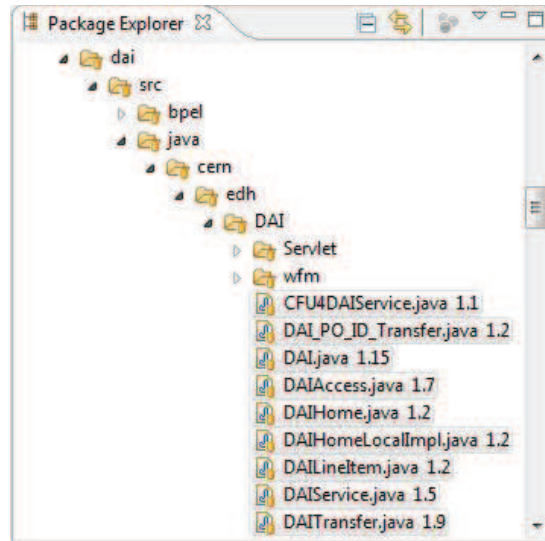 Package Explorer
dai
src
bpel
java
cern
edh
DAI
Servlet
wfm
CFU4DAIService.java 1.1
DAI_PO_ID_Transfer.java 1.2
DAI.java 1.15
DAIAccess.java 1.7
DAIHome.java 1.2
DAIHomeLocalImpl.java 1.2
DAILineItem.java 1.2
DAIService.java 1.5
DAITransfer.java 1.9